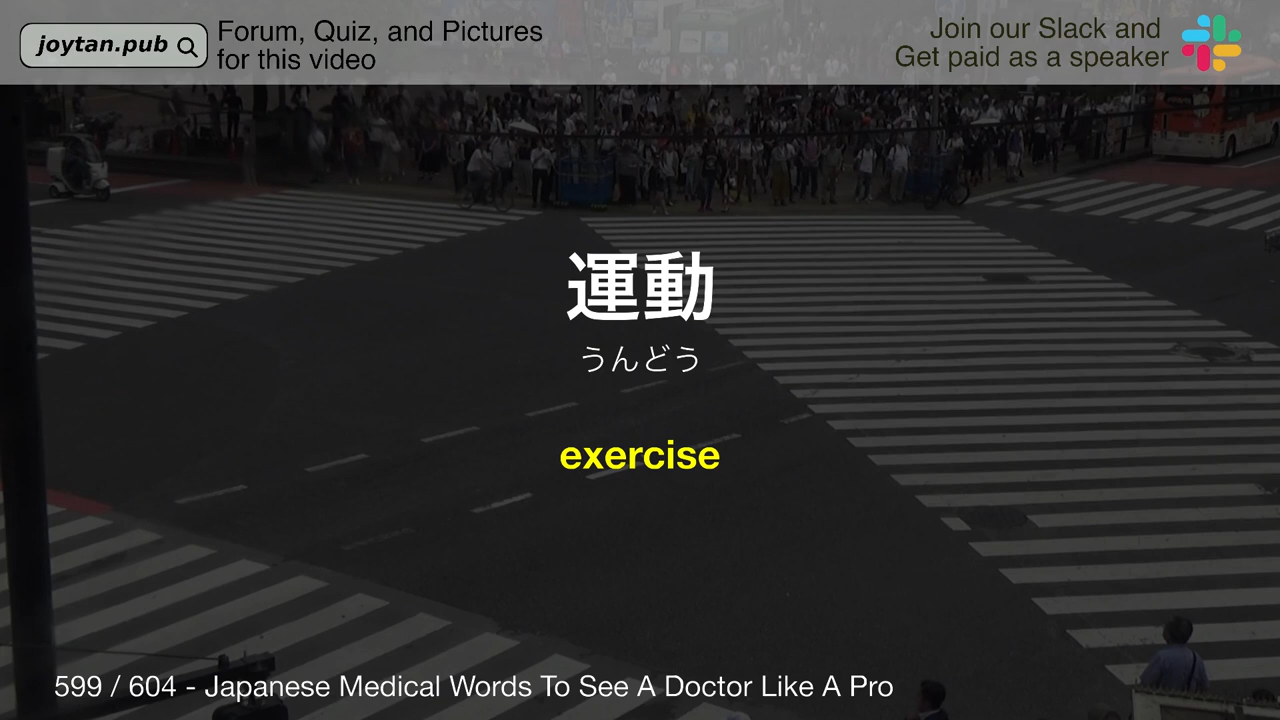 joytan.pub
Forum, Quiz, and Pictures
for this video
Join our Slack and
Get paid as a speaker
運動
うんどう
exercise
599 / 604 - Japanese Medical Words To See A Doctor Like A Pro